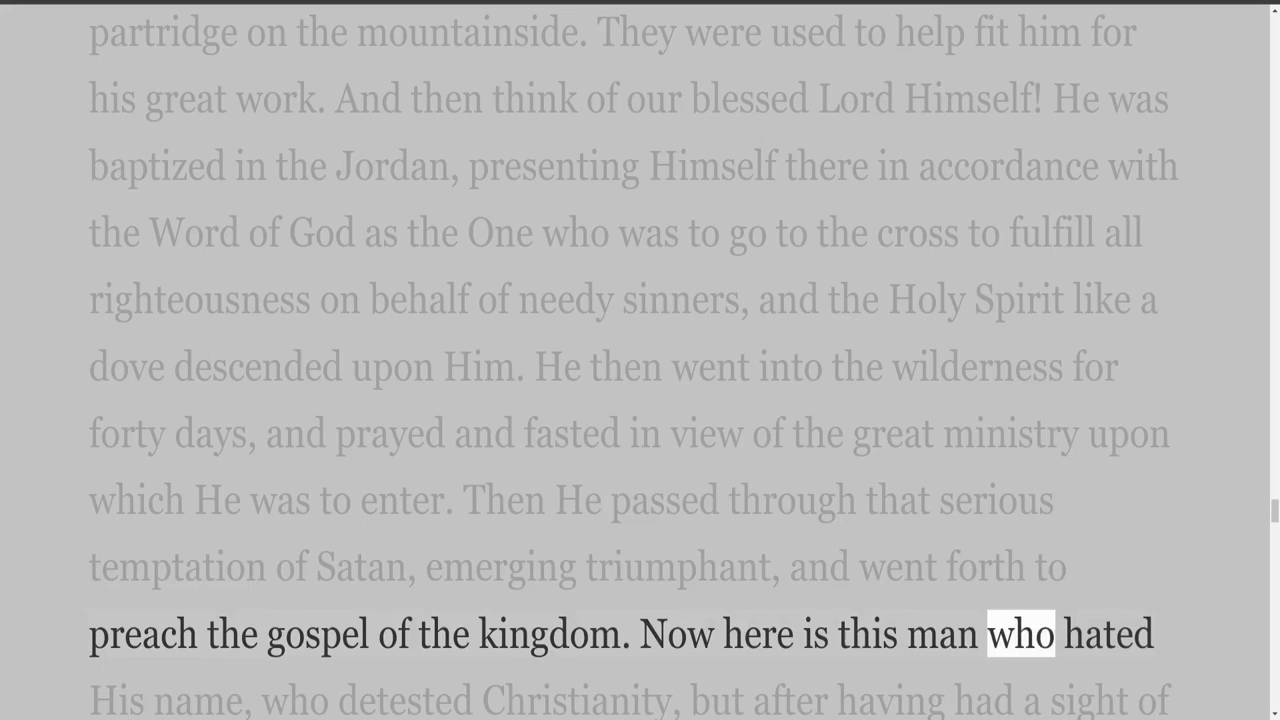 partridge on the mountainside. They were used to help fit him for
his great work. And then think of our blessed Lord Himself! He was
baptized in the Jordan, presenting Himself there in accordance with
the Word of God as the One who was to go to the cross to fulfill all
righteousness on behalf of needy sinners, and the Holy Spirit like a
dove descended upon Him. He then went into the wilderness for
forty days, and prayed and fasted in view of the great ministry upon
which He was to enter. Then He passed through that serious
temptation of Satan, emerging triumphant, and went forth to
preach the gospel of the kingdom. Now here is this man who hated
His name, who detested Christianity, but after having had a sight of